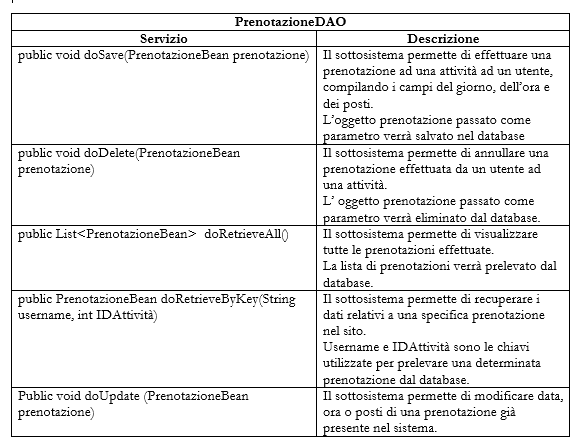 PrenotazioneDAO
Servizio
Descrizione
public void doSave(PrenotazioneBean prenotazione)
Il sottosistema permette di effettuare una
prenotazione ad una attività ad un utente,
compilando i campi del giorno, dell'ora e
dei posti.
L'oggetto prenotazione passato come
parametro verrà salvato nel database
public void doDelete(PrenotazioneBean
prenotazione)
Il sottosistema permette di annullare una
prenotazione effettuata da un utente ad
una attività.
L' oggetto prenotazione passato come
parametro verrà eliminato dal database.
public List<PrenotazioneBean> doRetrieveAll()
Il sottosistema permette di visualizzare
tutte le prenotazioni effettuate.
La lista di prenotazioni verrà prelevato dal
database.
public PrenotazioneBean doRetrieveByKey(String
username, int IDAttività)
Il sottosistema permette di recuperare i
dati relativi a una specifica prenotazione
nel sito.
Username e IDAttività sono le chiavi
utilizzate per prelevare una determinata
prenotazione dal database.
Public void doUpdate (PrenotazioneBean
prenotazione)
Il sottosistema permette di modificare data,
ora o posti di una prenotazione già
presente nel sistema.